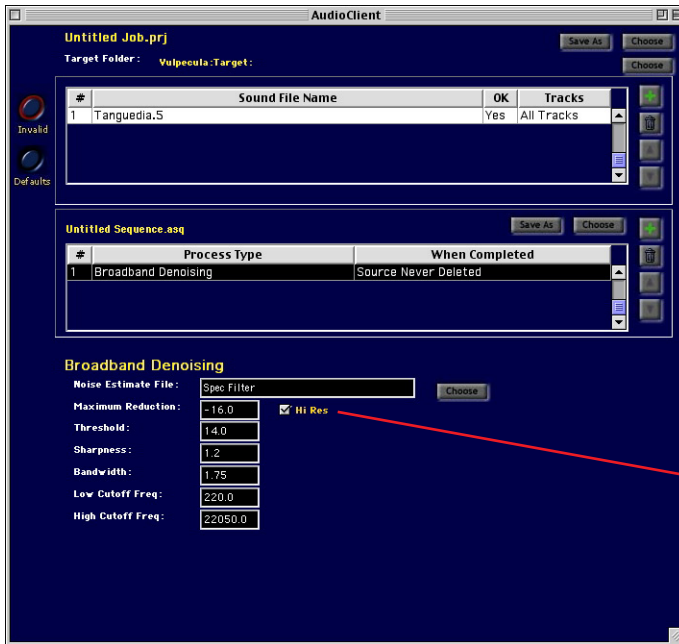 AudioClient
Untitled Job.prj
Save As Choose
Target Folder: Vulpecula:Target:
Choose
# Sound File Name OK Tracks
1 Tanguedia.5 Yes All Tracks
Invalid
Defaults
Untitled Sequence.asq
Save As Choose
# Process Type When Completed
1 Broadband Denoising Source Never Deleted
Broadband Denoising
Noise Estimate File: Spec Filter Choose
Maximum Reduction: -16.0 Hi Res
Threshold: 14.0
Sharpness: 1.2
Bandwidth: 1.75
Low Cutoff Freq: 220.0
High Cutoff Freq: 22050.0